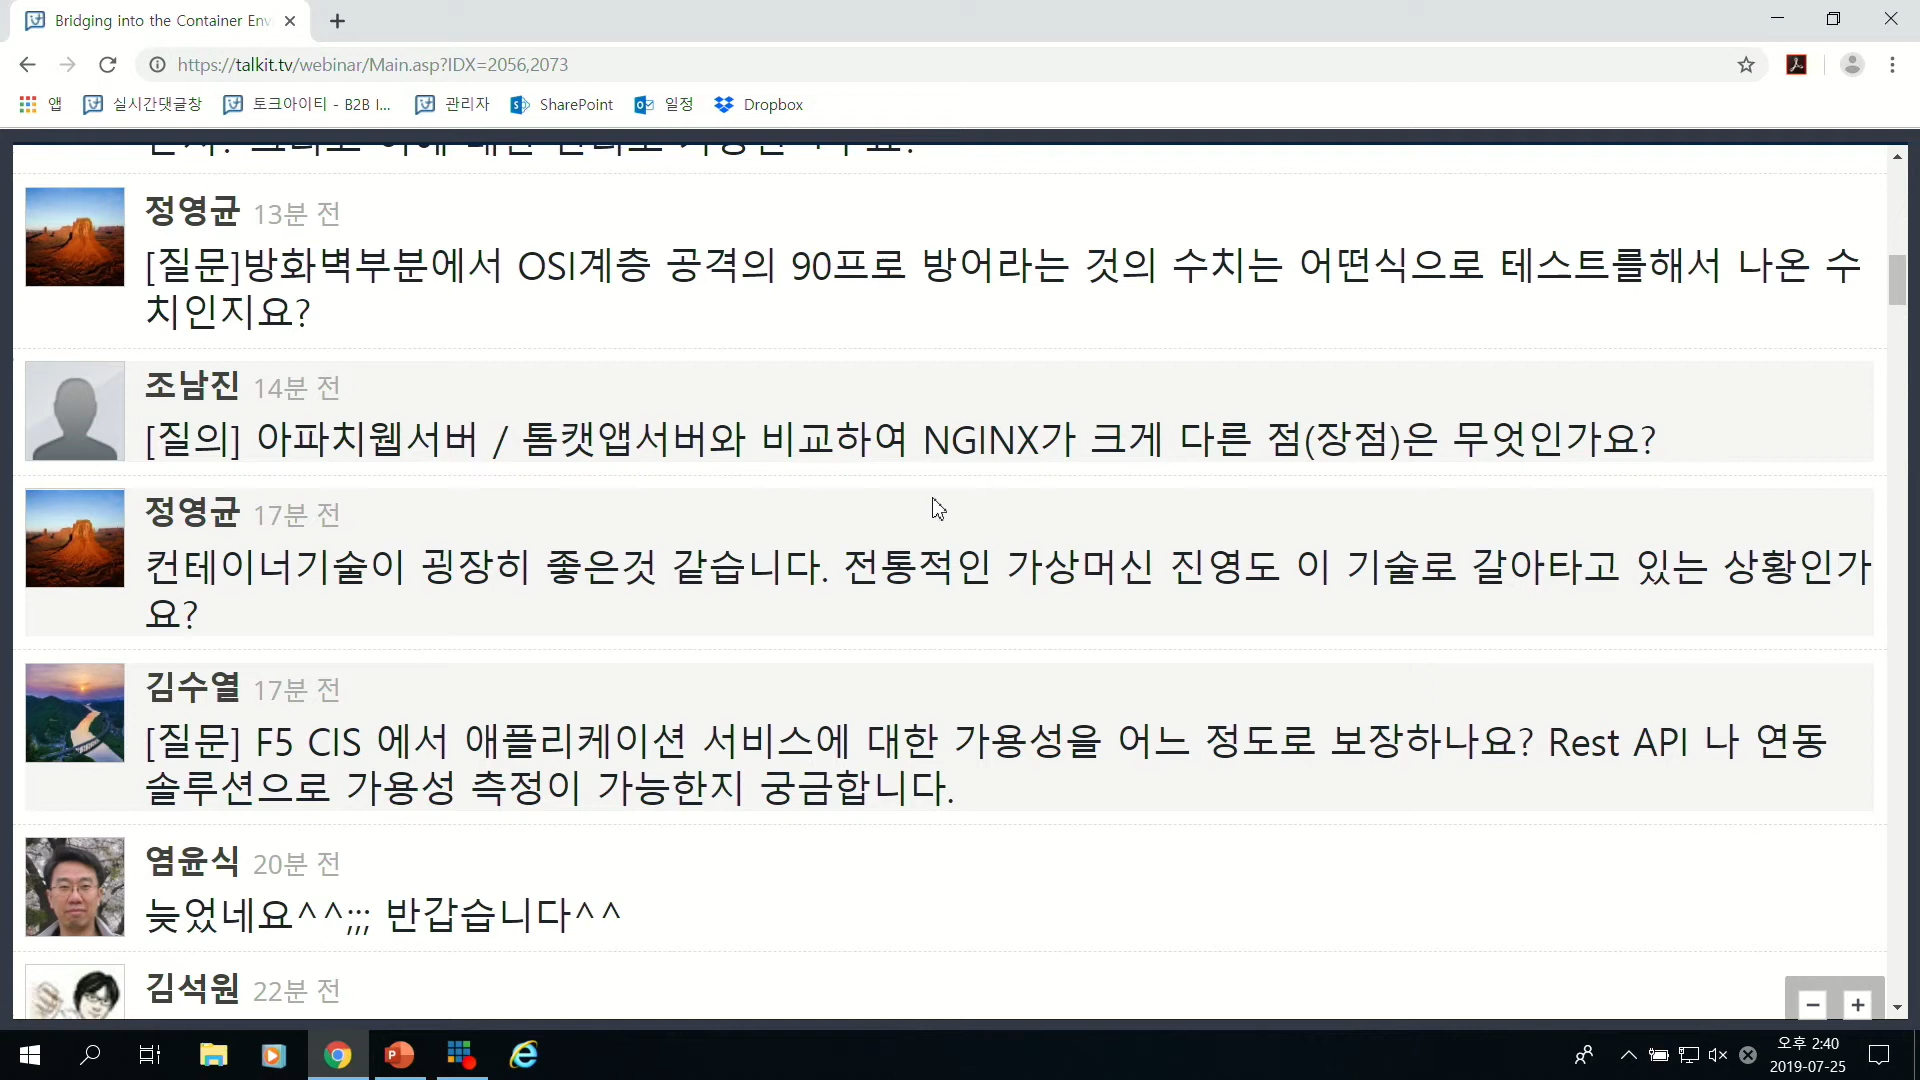 Bridging into the Container Env
https://talkit.tv/webinar/Main.asp?IDX=2056,2073
앱 실시간댓글창 토크아이티 - B2B I... 관리자 SharePoint 일정 Dropbox
정영균 13분 전
[질문]방화벽부분에서 OSI계층 공격의 90프로 방어라는 것의 수치는 어떤식으로 테스트를해서 나온 수
치인지요?
조남진 14분 전
[질의] 아파치웹서버 / 톰캣앱서버와 비교하여 NGINX가 크게 다른 점(장점)은 무엇인가요?
정영균 17분 전
컨테이너기술이 굉장히 좋은것 같습니다. 전통적인 가상머신 진영도 이 기술로 갈아타고 있는 상황인가
요?
김수열 17분 전
[질문] F5 CIS 에서 애플리케이션 서비스에 대한 가용성을 어느 정도로 보장하나요? Rest API 나 연동
솔루션으로 가용성 측정이 가능한지 궁금합니다.
염윤식 20분 전
늦었네요^^;;; 반갑습니다^^
김석원 22분 전
오후 2:40
2019-07-25